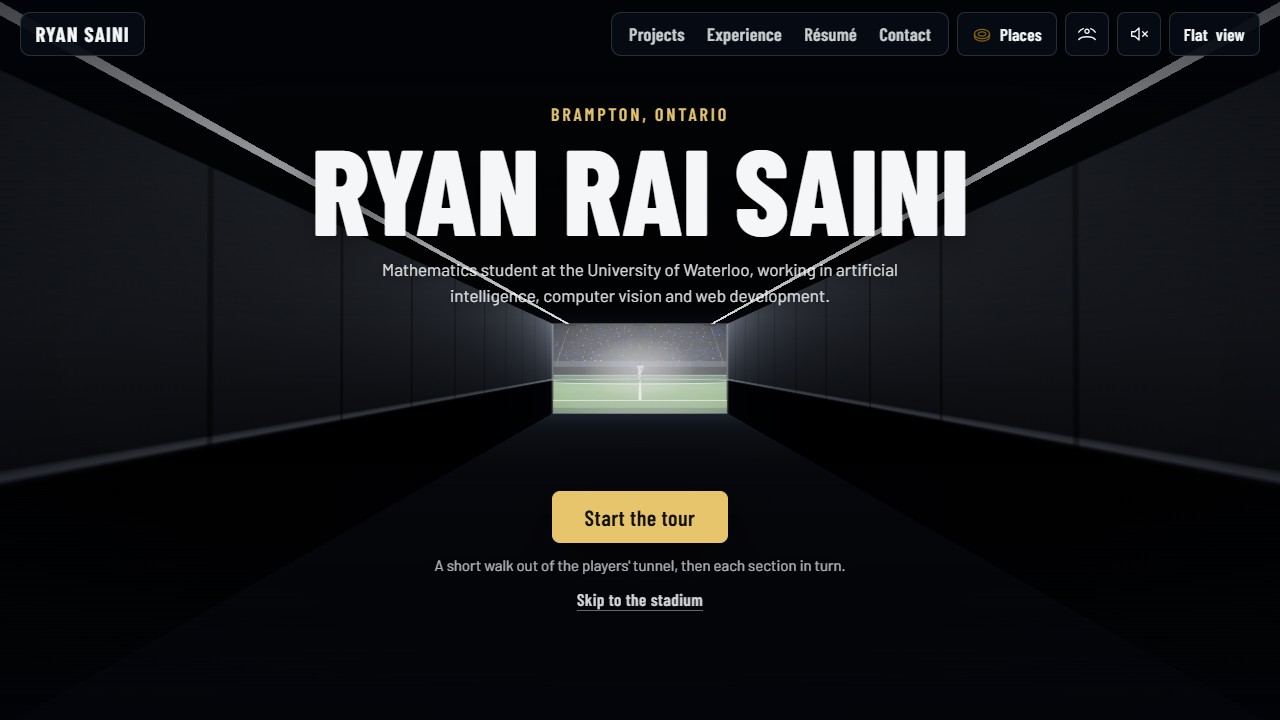 RYAN SAINI
Projects Experience Résumé Contact
Places
Flat view
BRAMPTON, ONTARIO
RYAN RAI SAINI
Mathematics student at the University of Waterloo, working in artificial
intelligence, computer vision and web development.
Start the tour
A short walk out of the players' tunnel, then each section in turn.
Skip to the stadium